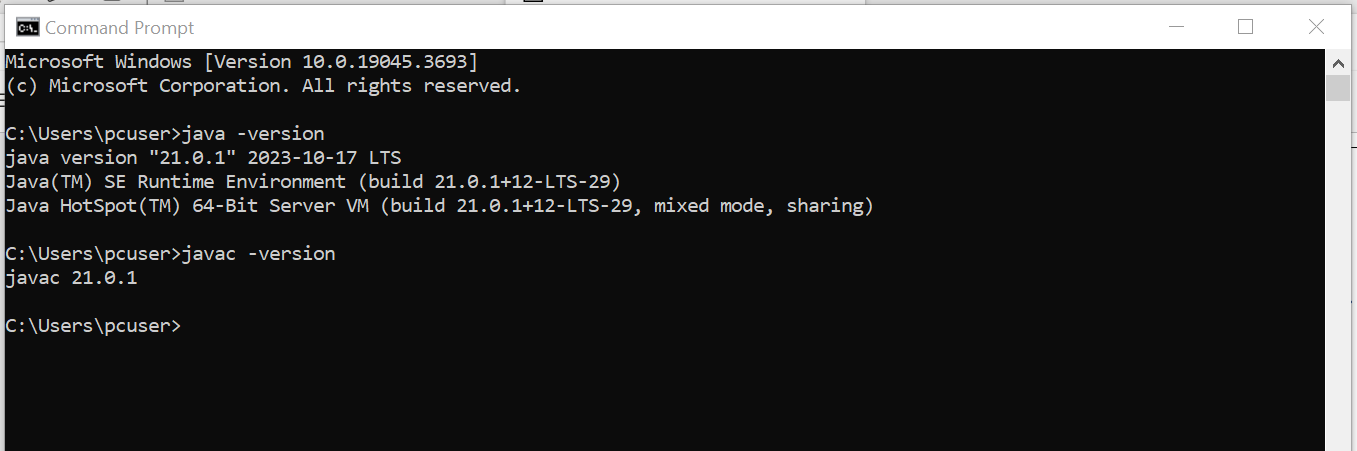 Command Prompt
Microsoft Windows [Version 10.0.19045.3693]
(c) Microsoft Corporation. All rights reserved.
C:\Users\pcuser>java -version
java version "21.0.1" 2023-10-17 LTS
Java(TM) SE Runtime Environment (build 21.0.1+12-LTS-29)
Java HotSpot(TM) 64-Bit Server VM (build 21.0.1+12-LTS-29, mixed mode, sharing)
C:\Users\pcuser>javac -version
javac 21.0.1
C:\Users\pcuser>